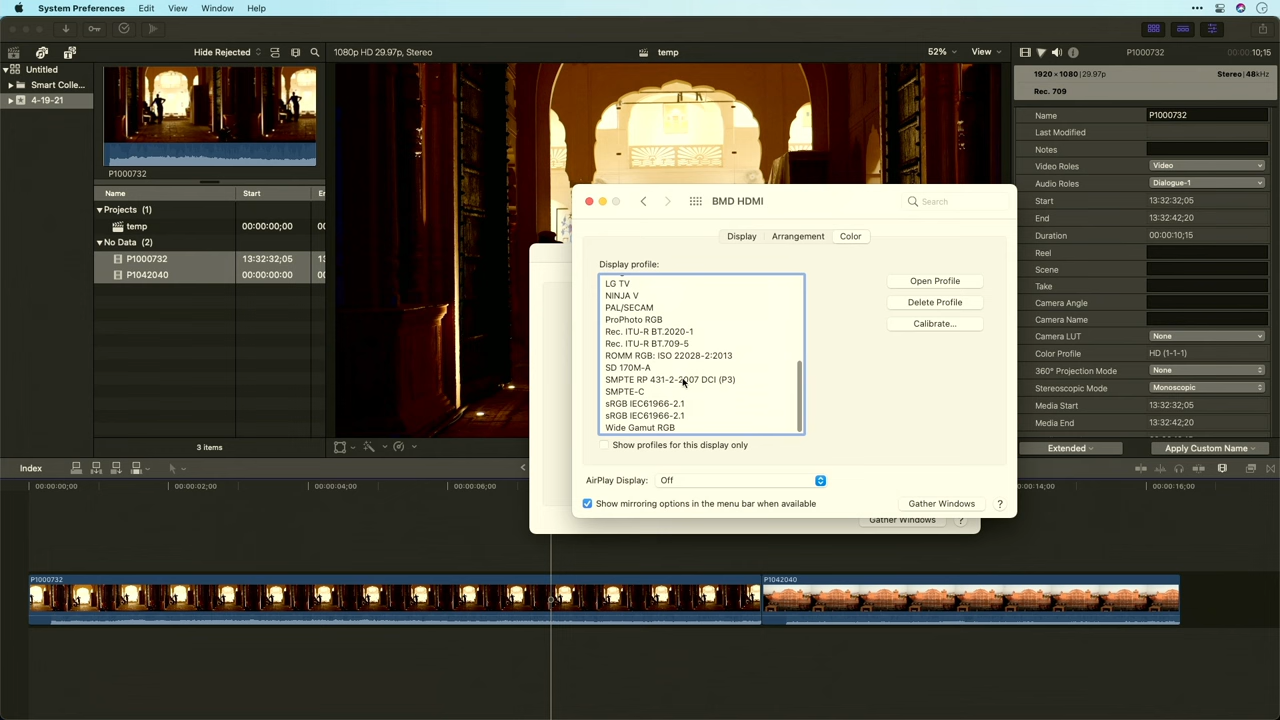 System Preferences Edit View Window Help
Hide Rejected
1080p HD 29.97p, Stereo
temp
52%
View
P1000732
00:00:10;15
Untitled
Smart Colle...
4-19-21
P1000732
Name Start
Projects (1)
temp 00:00:00;00
No Data (2)
P1000732 13:32:32;05
P1042040 00:00:00:00
3 items
1920 × 1080 | 29.97p Stereo | 48kHz
Rec. 709
Name P1000732
Last Modified
Notes
Video Roles Video
Audio Roles Dialogue-1
Start 13:32:32;05
End 13:32:42;20
Duration 00:00:10;15
Reel
Scene
Take
Camera Angle
Camera Name
Camera LUT None
Color Profile HD (1-1-1)
360° Projection Mode None
Stereoscopic Mode Monoscopic
Media Start 13:32:32;05
Media End 13:32:42;20
Extended
Apply Custom Name
BMD HDMI
Search
Display Arrangement Color
Display profile:
LG TV
NINJA V
PAL/SECAM
ProPhoto RGB
Rec. ITU-R BT.2020-1
Rec. ITU-R BT.709-5
ROMM RGB: ISO 22028-2:2013
SD 170M-A
SMPTE RP 431-2-2007 DCI (P3)
SMPTE-C
sRGB IEC61966-2.1
sRGB IEC61966-2.1
Wide Gamut RGB
Open Profile
Delete Profile
Calibrate...
Show profiles for this display only
AirPlay Display: Off
Show mirroring options in the menu bar when available
Gather Windows
?
Gather Windows
?
Index
00:00:00;00 00:00:02;00 00:00:04;00 00:00:06;00 00:00:14;00 00:00:16;00
P1000732
P1042040